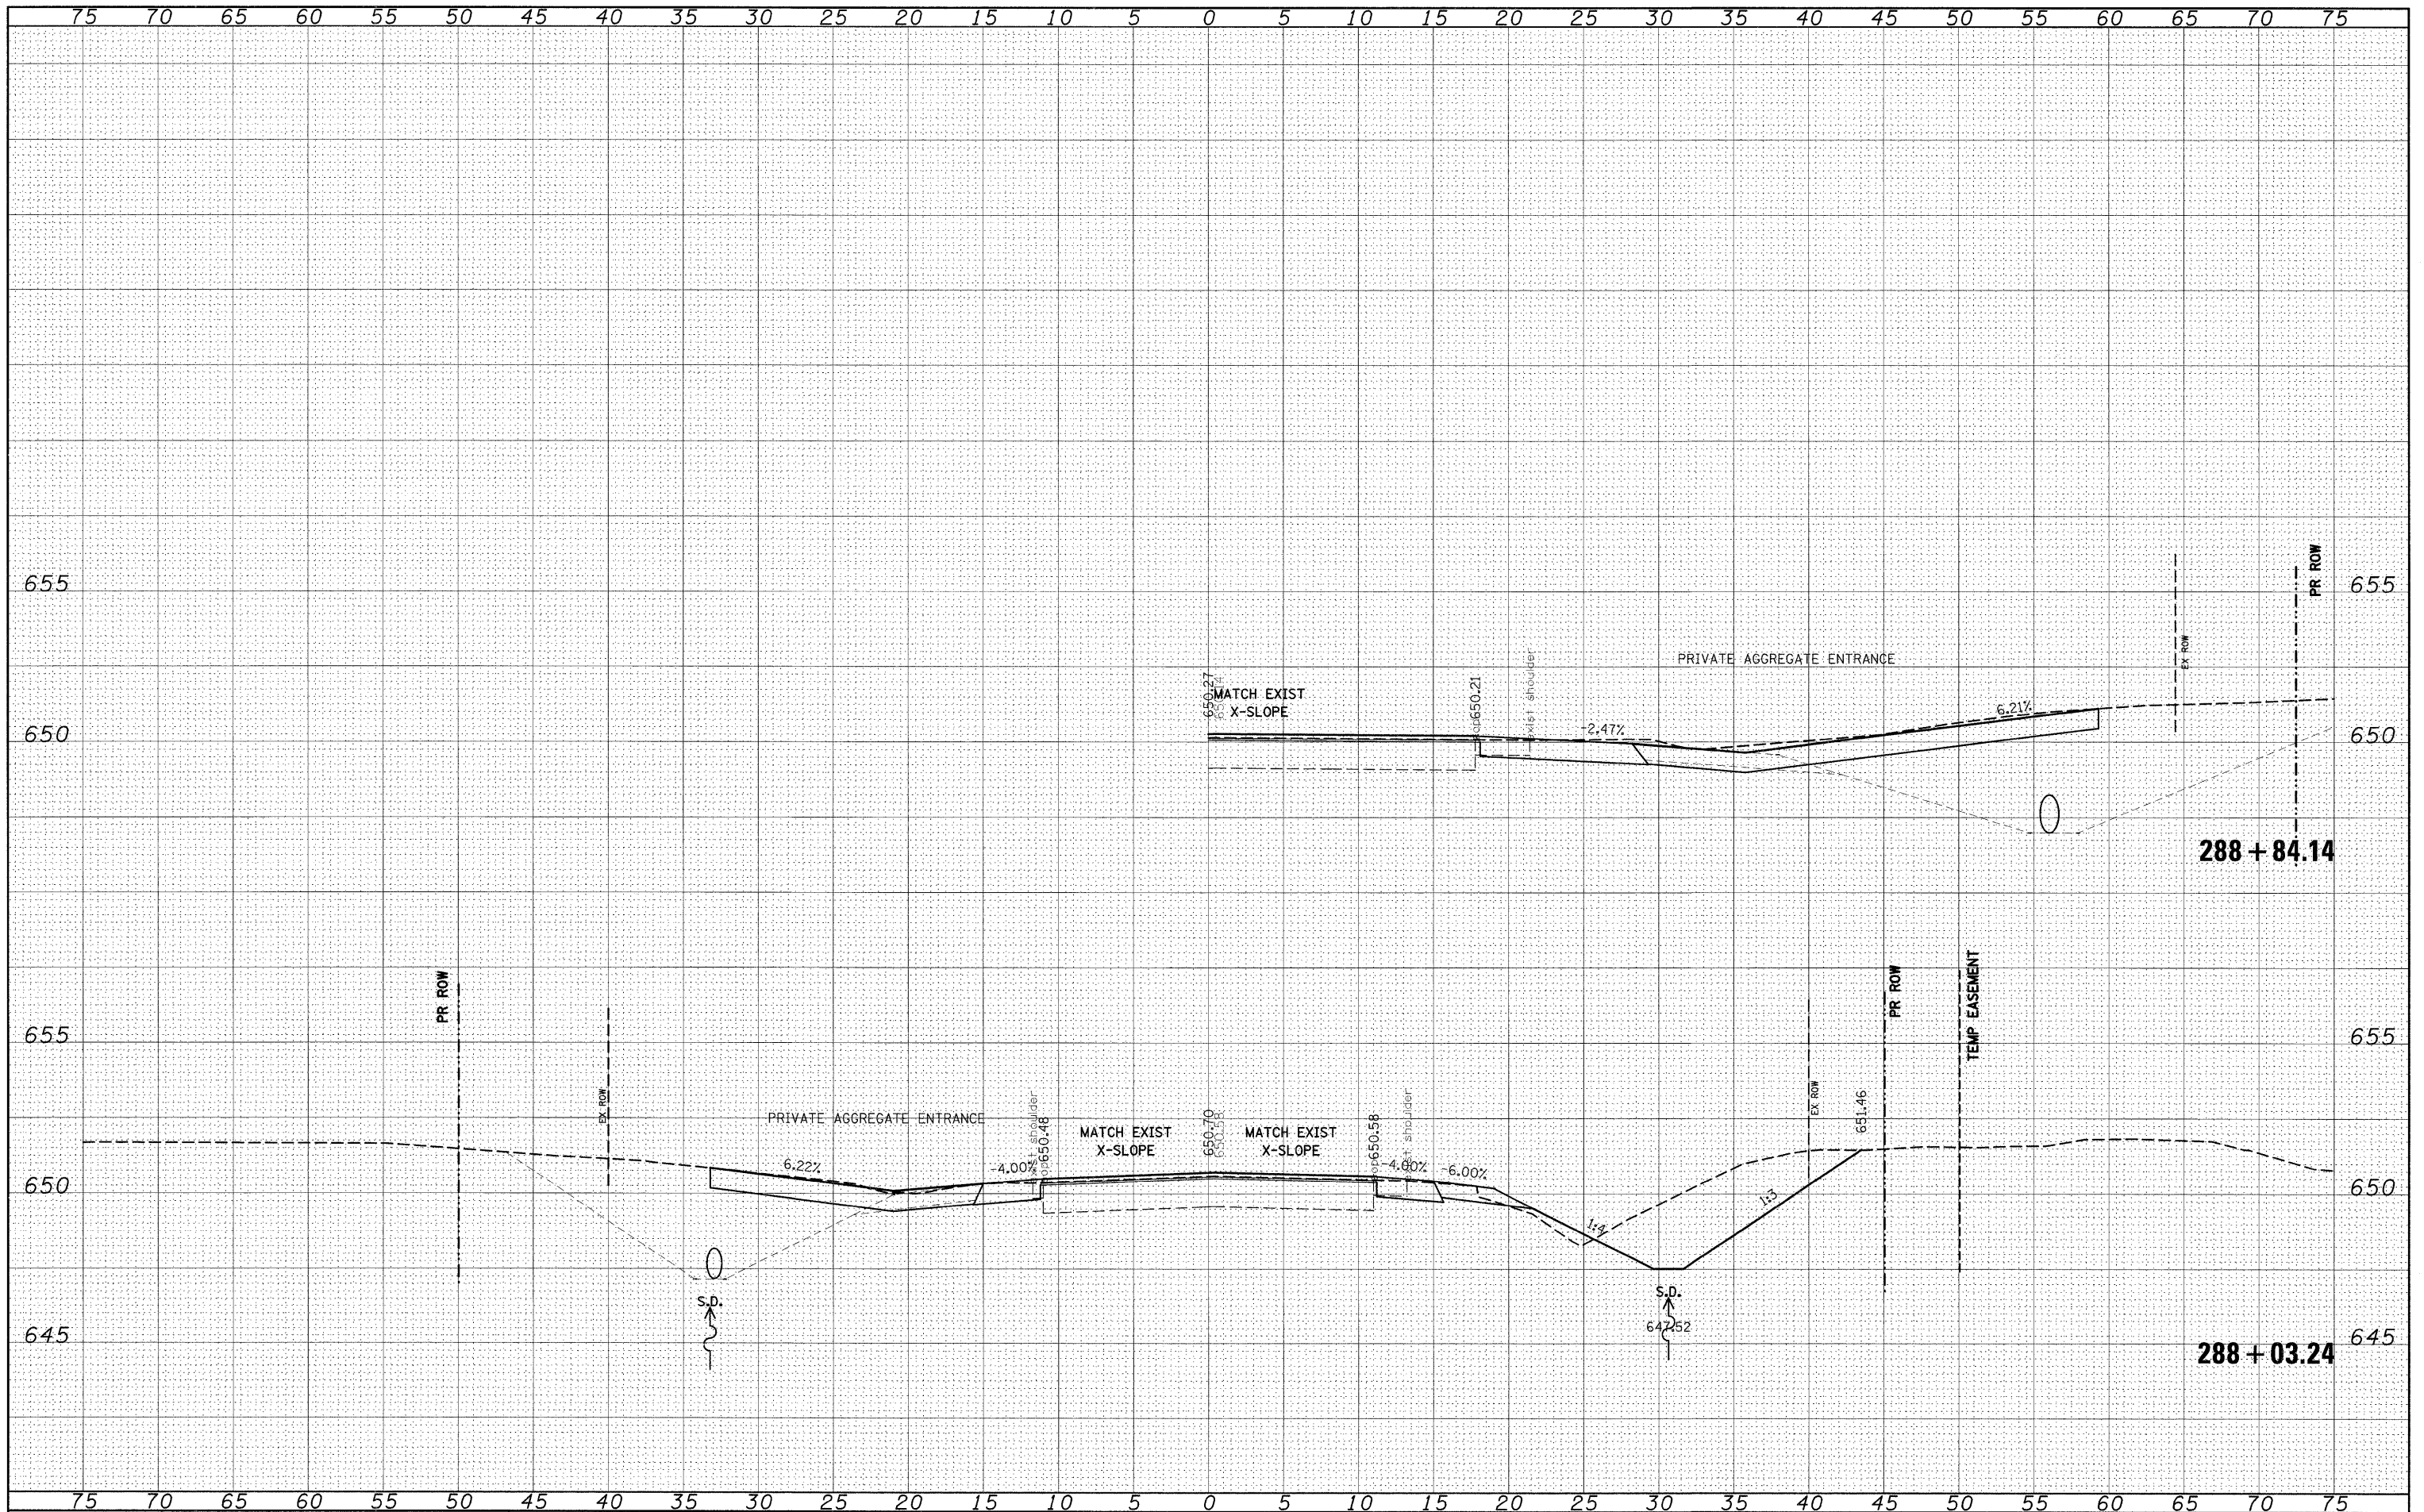 75 70 65 60 55 50 45 40 35 30 25 20 15 10 5 0 5 10 15 20 25 30 35 40 45 50 55 60 65 70 75
655
655
PR ROW
EX ROW
PRIVATE AGGREGATE ENTRANCE
exist shoulder
650.27
650.14
MATCH EXIST
X-SLOPE
650.21
-2.47%
6.21%
650
650
288 + 84.14
PR ROW
PR ROW
TEMP EASEMENT
655
655
EX ROW
EX ROW
PRIVATE AGGREGATE ENTRANCE
exist shoulder
650.48
MATCH EXIST
X-SLOPE
650.70
650.58
MATCH EXIST
X-SLOPE
eop650.58
exist shoulder
651.46
6.22%
-4.00%
-4.00%
-6.00%
650
650
1:4
1:3
S.D.
S.D.
647.52
645
645
288 + 03.24
75 70 65 60 55 50 45 40 35 30 25 20 15 10 5 0 5 10 15 20 25 30 35 40 45 50 55 60 65 70 75